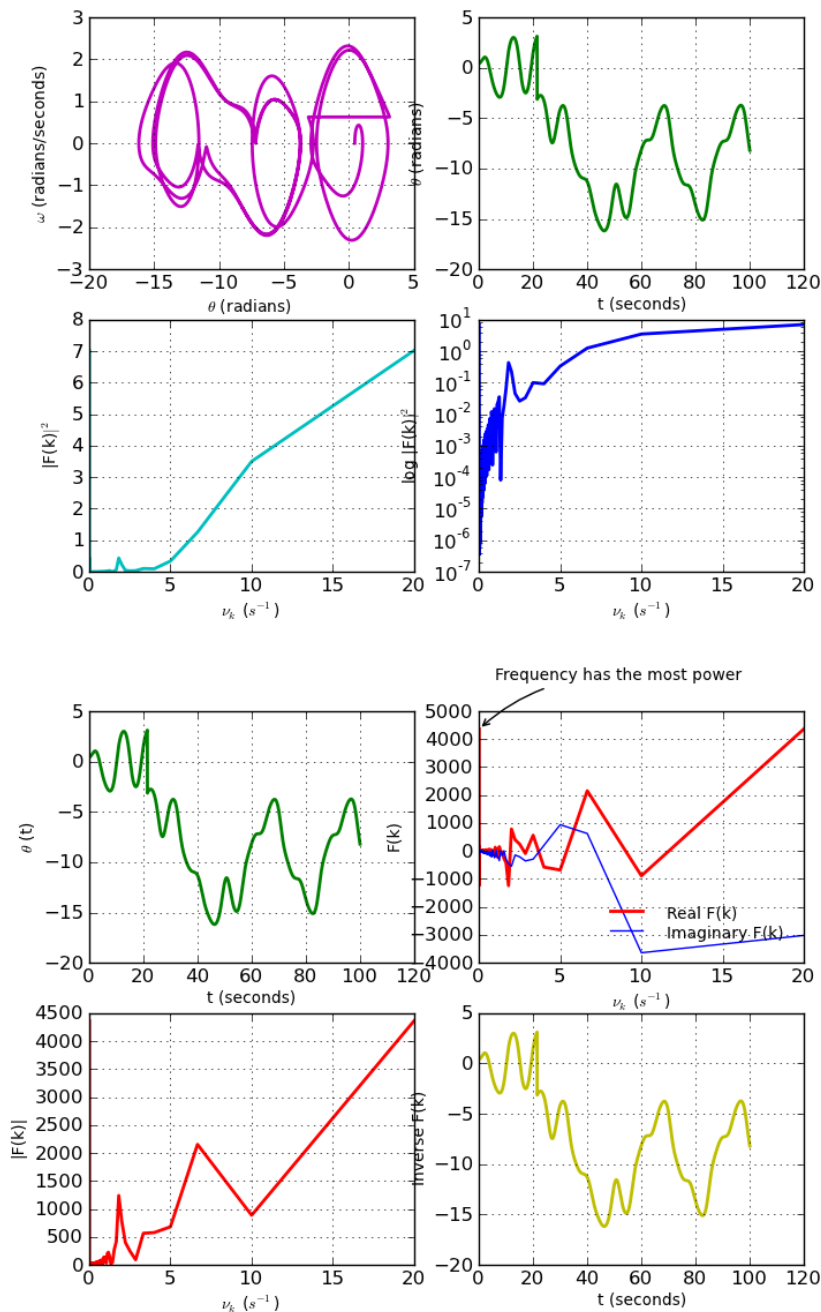 3
2
1
0
−1
−2
−3
ω (radians/seconds)
−20 −15 −10 −5 0 5
θ (radians)
5
0
−5
−10
−15
−20
θ (radians)
0 20 40 60 80 100 120
t (seconds)
8
7
6
5
4
3
2
1
0
|F(k)|²
0 5 10 15 20
ν_k (s⁻¹)
10¹
10⁰
10⁻¹
10⁻²
10⁻³
10⁻⁴
10⁻⁵
10⁻⁶
10⁻⁷
log |F(k)|²
0 5 10 15 20
ν_k (s⁻¹)
Frequency has the most power
5
0
−5
−10
−15
−20
θ (t)
0 20 40 60 80 100 120
t (seconds)
5000
4000
3000
2000
1000
0
−1000
−2000
−3000
−4000
F(k)
Real F(k)
Imaginary F(k)
0 5 10 15 20
ν_k (s⁻¹)
4500
4000
3500
3000
2500
2000
1500
1000
500
0
|F(k)|
0 5 10 15 20
ν_k (s⁻¹)
5
0
−5
−10
−15
−20
Inverse F(k)
0 20 40 60 80 100 120
t (seconds)